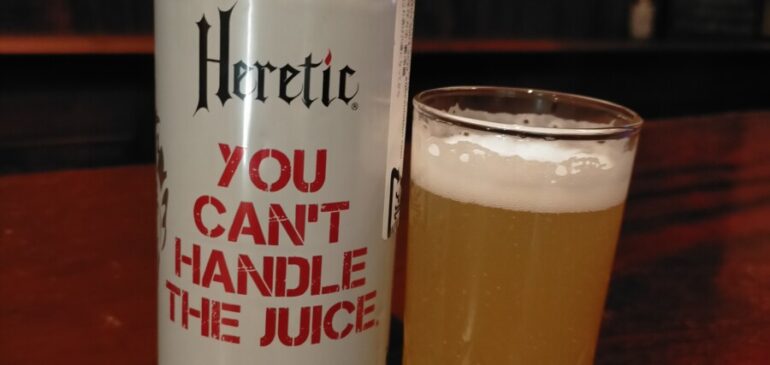 Heretic®
YOU
CAN'T
HANDLE
THE JUICE.